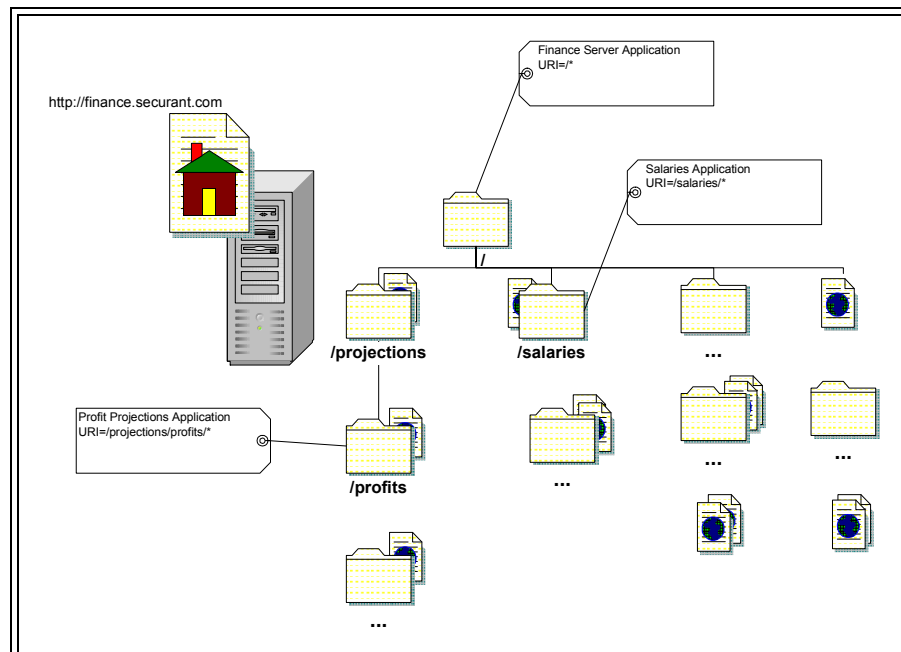 Finance Server Application
URI=/*
http://finance.securant.com
Salaries Application
URI=/salaries/*
/
/projections
/salaries
...
Profit Projections Application
URI=/projections/profits/*
/profits
...
...
...
...